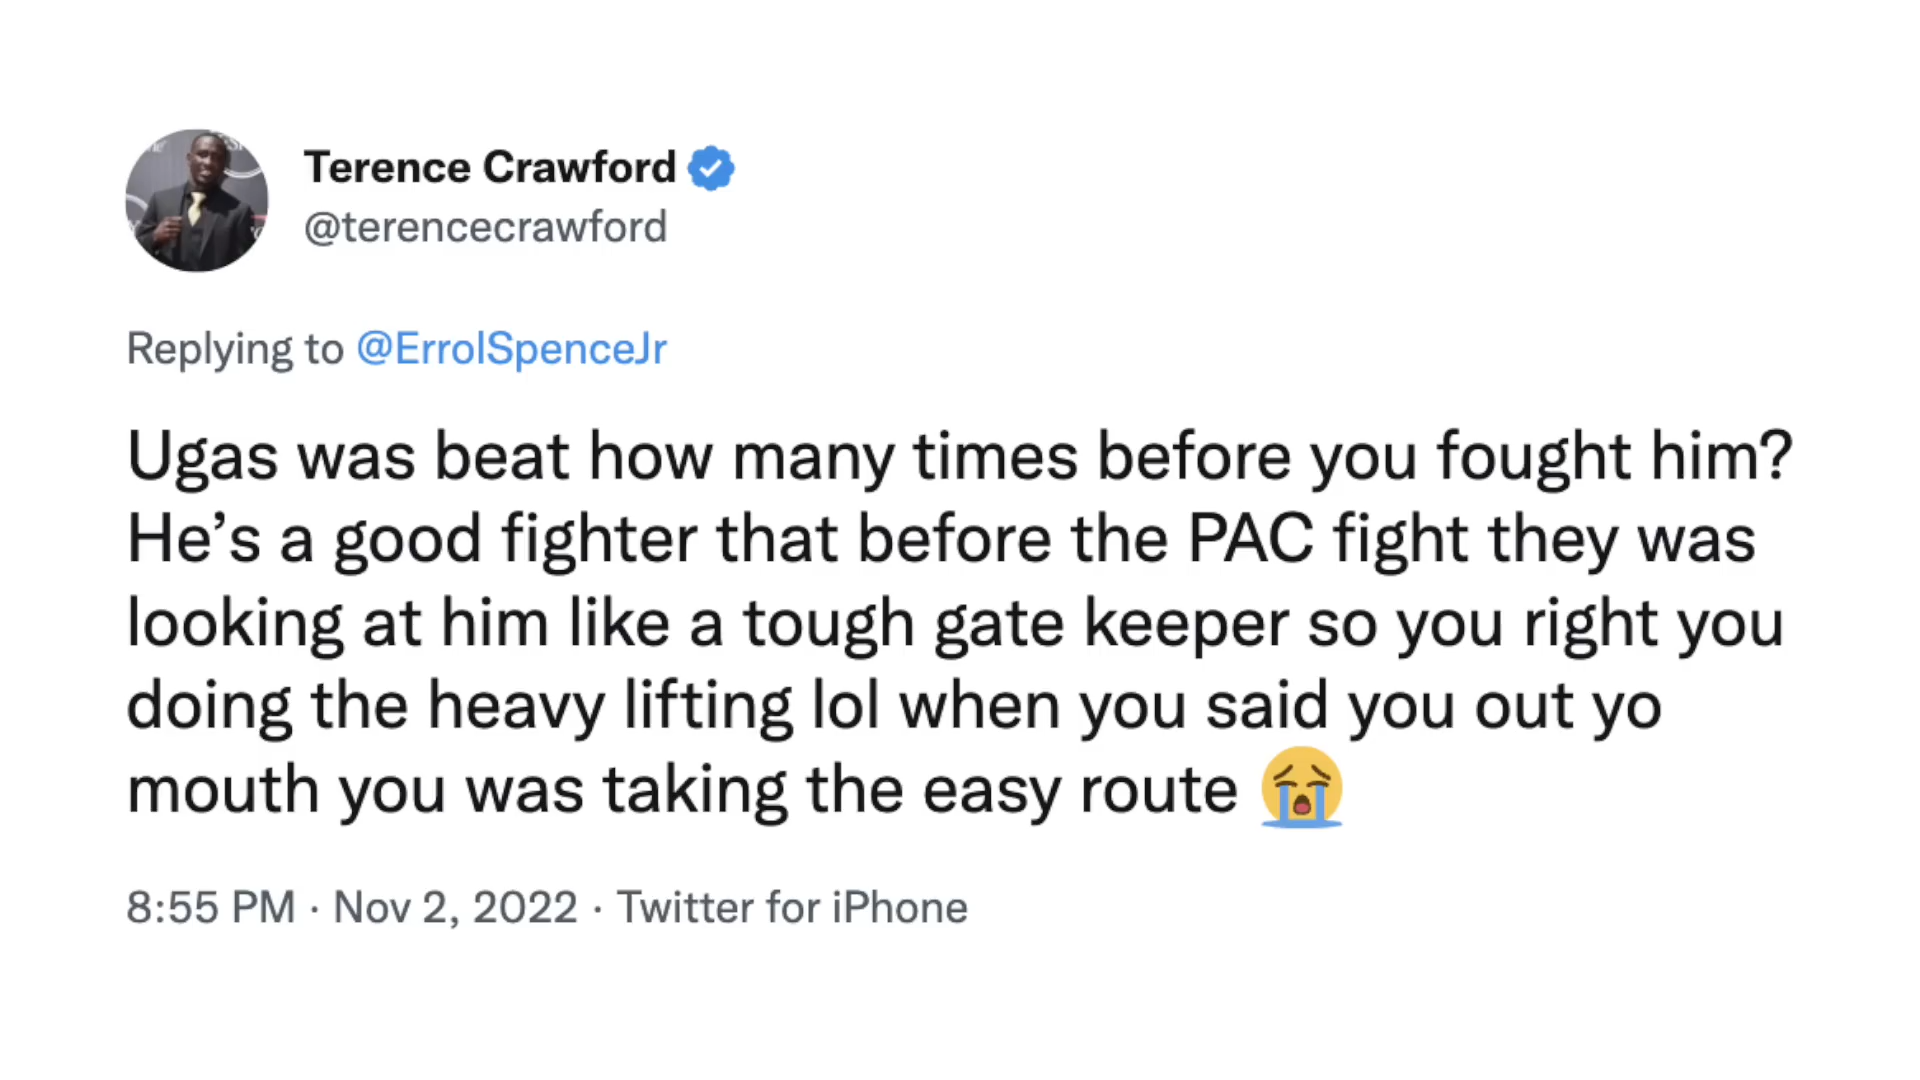 Terence Crawford
@terencecrawford
Replying to @ErrolSpenceJr
Ugas was beat how many times before you fought him?
He’s a good fighter that before the PAC fight they was
looking at him like a tough gate keeper so you right you
doing the heavy lifting lol when you said you out yo
mouth you was taking the easy route 😭
8:55 PM · Nov 2, 2022 · Twitter for iPhone